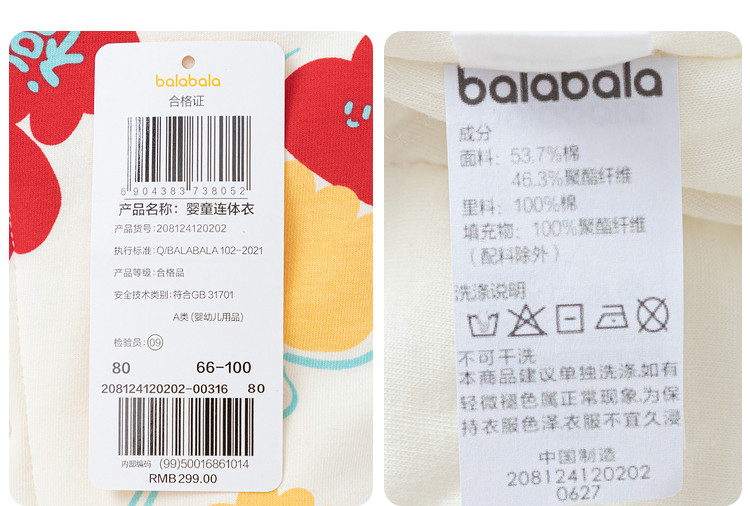 balabala
合格证
6 904383 738052
产品名称：婴童连体衣
产品货号：208124120202
执行标准：Q/BALABALA 102-2021
产品等级：合格品
安全技术类别：符合GB 31701
A类（婴幼儿用品）
检验员：09
80 66-100
208124120202-00316 80
内部编码 (99)50016861014
RMB299.00
balabala
成分
面料：53.7%棉
46.3%聚酯纤维
里料：100%棉
填充物：100%聚酯纤维
（配料除外）
洗涤说明
不可干洗
本商品建议单独洗涤,如有
轻微褪色属正常现象,为保
持衣服色泽,衣服不宜久浸
中国制造
208124120202
0627